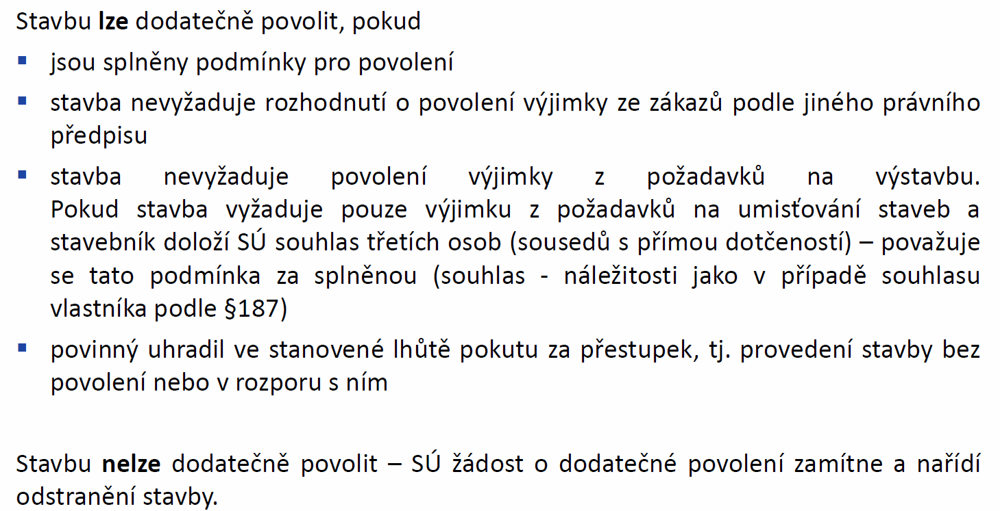 Stavbu lze dodatečně povolit, pokud
▪ jsou splněny podmínky pro povolení
▪ stavba nevyžaduje rozhodnutí o povolení výjimky ze zákazů podle jiného právního
předpisu
▪ stavba nevyžaduje povolení výjimky z požadavků na výstavbu.
Pokud stavba vyžaduje pouze výjimku z požadavků na umisťování staveb a
stavebník doloží SÚ souhlas třetích osob (sousedů s přímou dotčeností) – považuje
se tato podmínka za splněnou (souhlas - náležitosti jako v případě souhlasu
vlastníka podle §187)
▪ povinný uhradil ve stanovené lhůtě pokutu za přestupek, tj. provedení stavby bez
povolení nebo v rozporu s ním
Stavbu nelze dodatečně povolit – SÚ žádost o dodatečné povolení zamítne a nařídí
odstranění stavby.